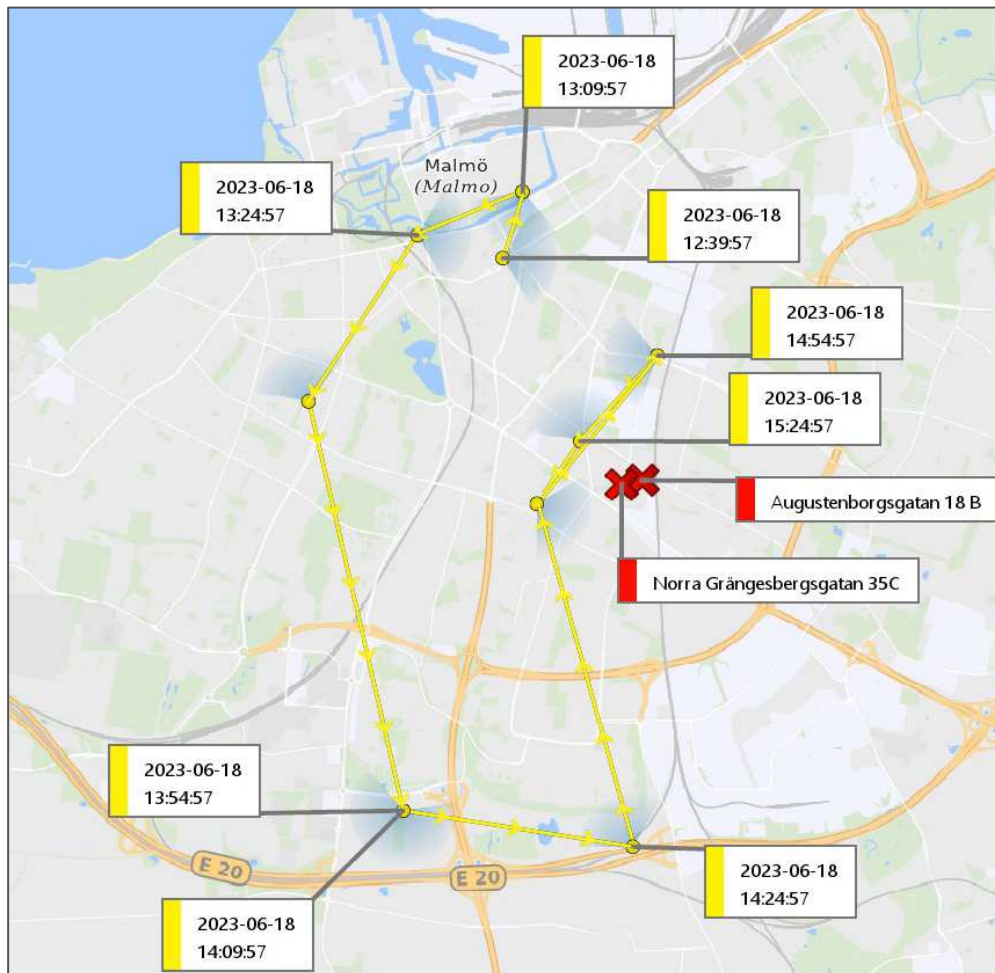 2023-06-18
13:09:57
Malmö
(Malmo)
2023-06-18
13:24:57
2023-06-18
12:39:57
2023-06-18
14:54:57
2023-06-18
15:24:57
Augustenborgsgatan 18 B
Norra Grängesbergsgatan 35C
2023-06-18
13:54:57
E 20
E 20
2023-06-18
14:24:57
2023-06-18
14:09:57